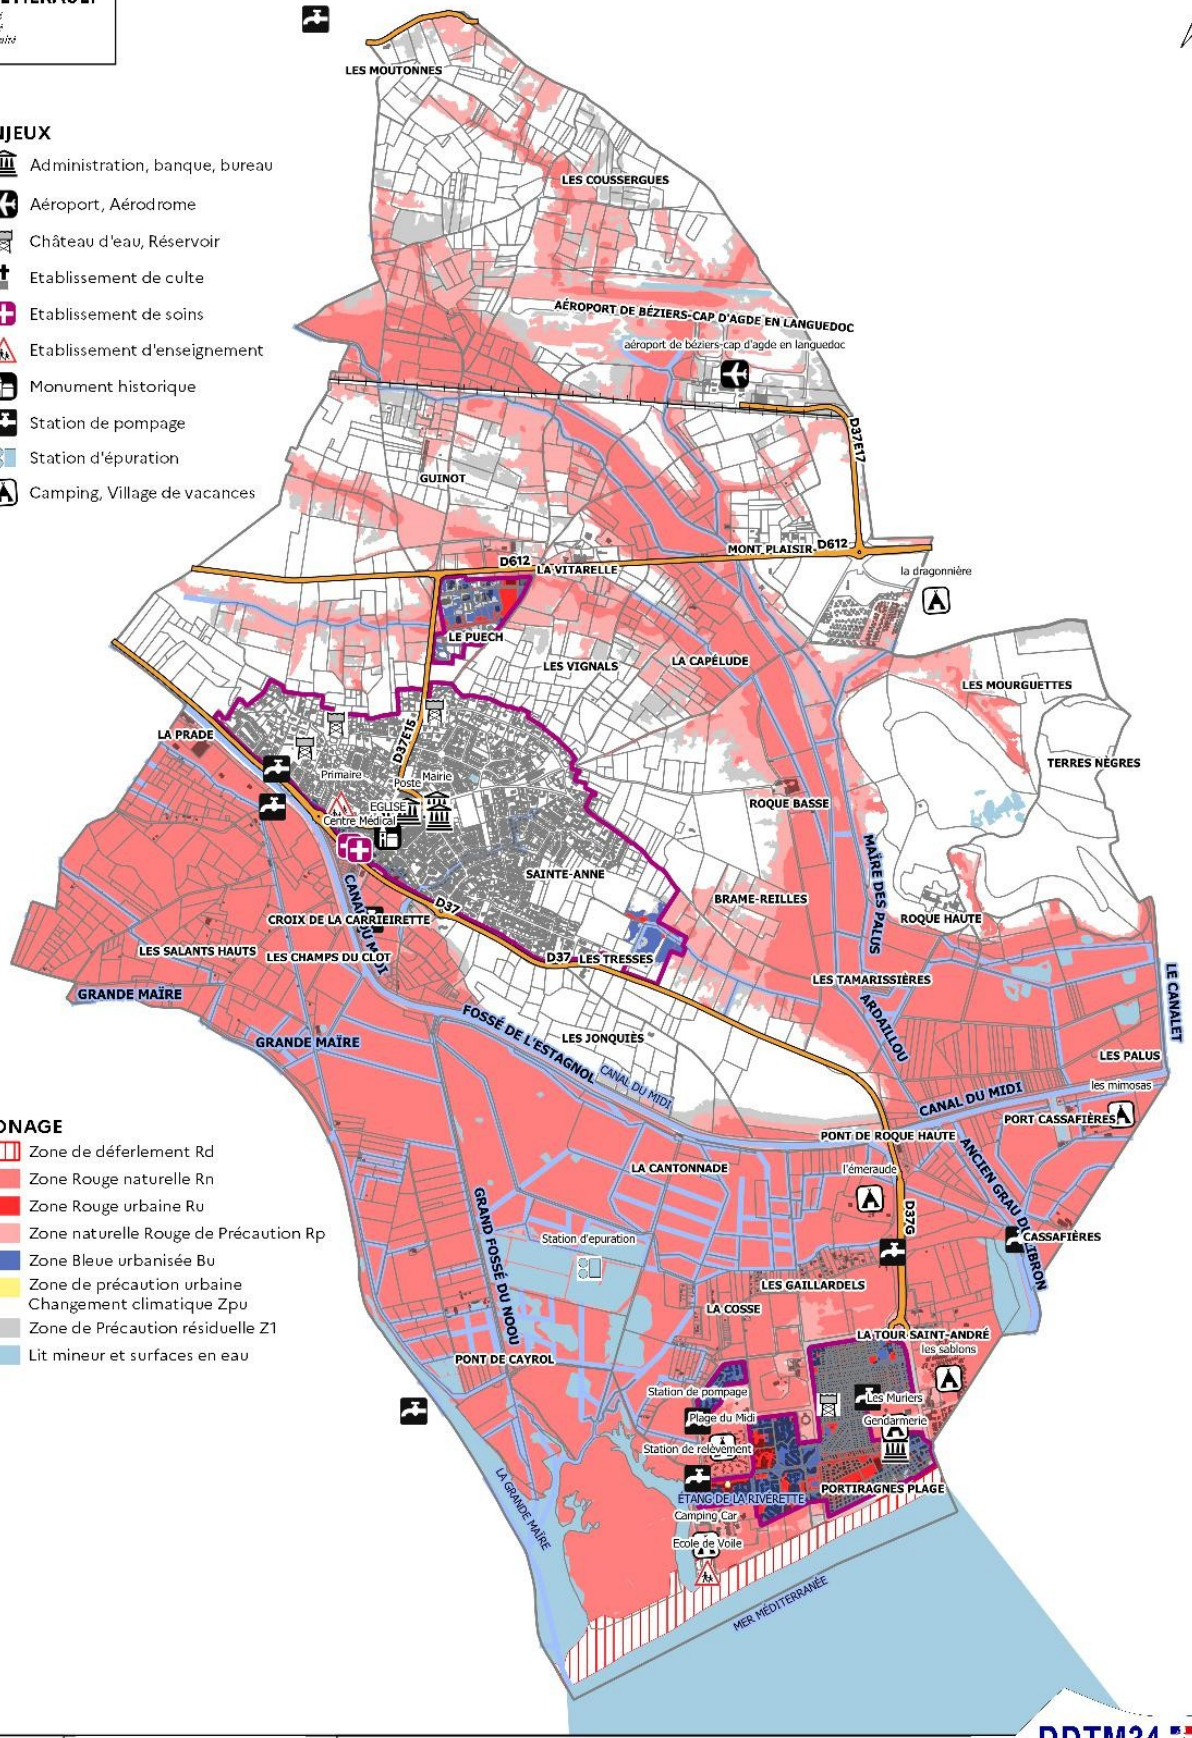 LES MOUTONNES
Administration, banque, bureau
Aéroport, Aérodrome
Château d'eau, Réservoir
Etablissement de culte
Etablissement de soins
Etablissement d'enseignement
Monument historique
Station de pompage
Station d'épuration
Camping, Village de vacances
LES COUSSERGUES
AÉROPORT DE BÉZIERS-CAP D'AGDE EN LANGUEDOC
aéroport de béziers-cap d'agde en languedoc
D37E17
GUINOT
MONT PLAISIR
D612
D612
LA VITARELLE
la dragonnière
LE PUECH
LES VIGNALS
LA CAPÉLUDE
LES MOURGUETTES
LA PRADE
D37E15
TERRES NÈGRES
Primaire
Mairie
Poste
EGLISE
Centre Médical
ROQUE BASSE
MAÏRE DES PALUS
SAINTE-ANNE
BRAME-REILLES
ROQUE HAUTE
CANAL DU MIDI
D37
CROIX DE LA CARRIEIRETTE
LES SALANTS HAUTS
LES CHAMPS DU CLOT
D37
LES TRESSES
LES TAMARISSIÈRES
LE CANALET
GRANDE MAÏRE
ARDAILLOU
FOSSÉ DE L'ESTAGNOL
GRANDE MAÏRE
LES JONQUIÈS
LES PALUS
CANAL DU MIDI
CANAL DU MIDI
les mimosas
PORT CASSAFIÈRES
PONT DE ROQUE HAUTE
ONAGE
Zone de déferlement Rd
Zone Rouge naturelle Rn
Zone Rouge urbaine Ru
Zone naturelle Rouge de Précaution Rp
Zone Bleue urbanisée Bu
Zone de précaution urbaine
Changement climatique Zpu
Zone de Précaution résiduelle Z1
Lit mineur et surfaces en eau
LA CANTONNADE
l'émeraude
ANCIEN GRAU DU LIBRON
D37G
GRAND FOSSÉ DU NOOU
Station d'epuration
CASSAFIÈRES
LES GAILLARDELS
LA COSSE
LA TOUR SAINT-ANDRÉ
les sablons
PONT DE CAYROL
Station de pompage
Les Muriers
Plage du Midi
Gendarmerie
Station de relèvement
LA GRANDE MAÏRE
ÉTANG DE LA RIVIÈRETTE
PORTIRAGNES PLAGE
Camping Car
Ecole de Voile
MER MÉDITERRANÉE
DDTM34